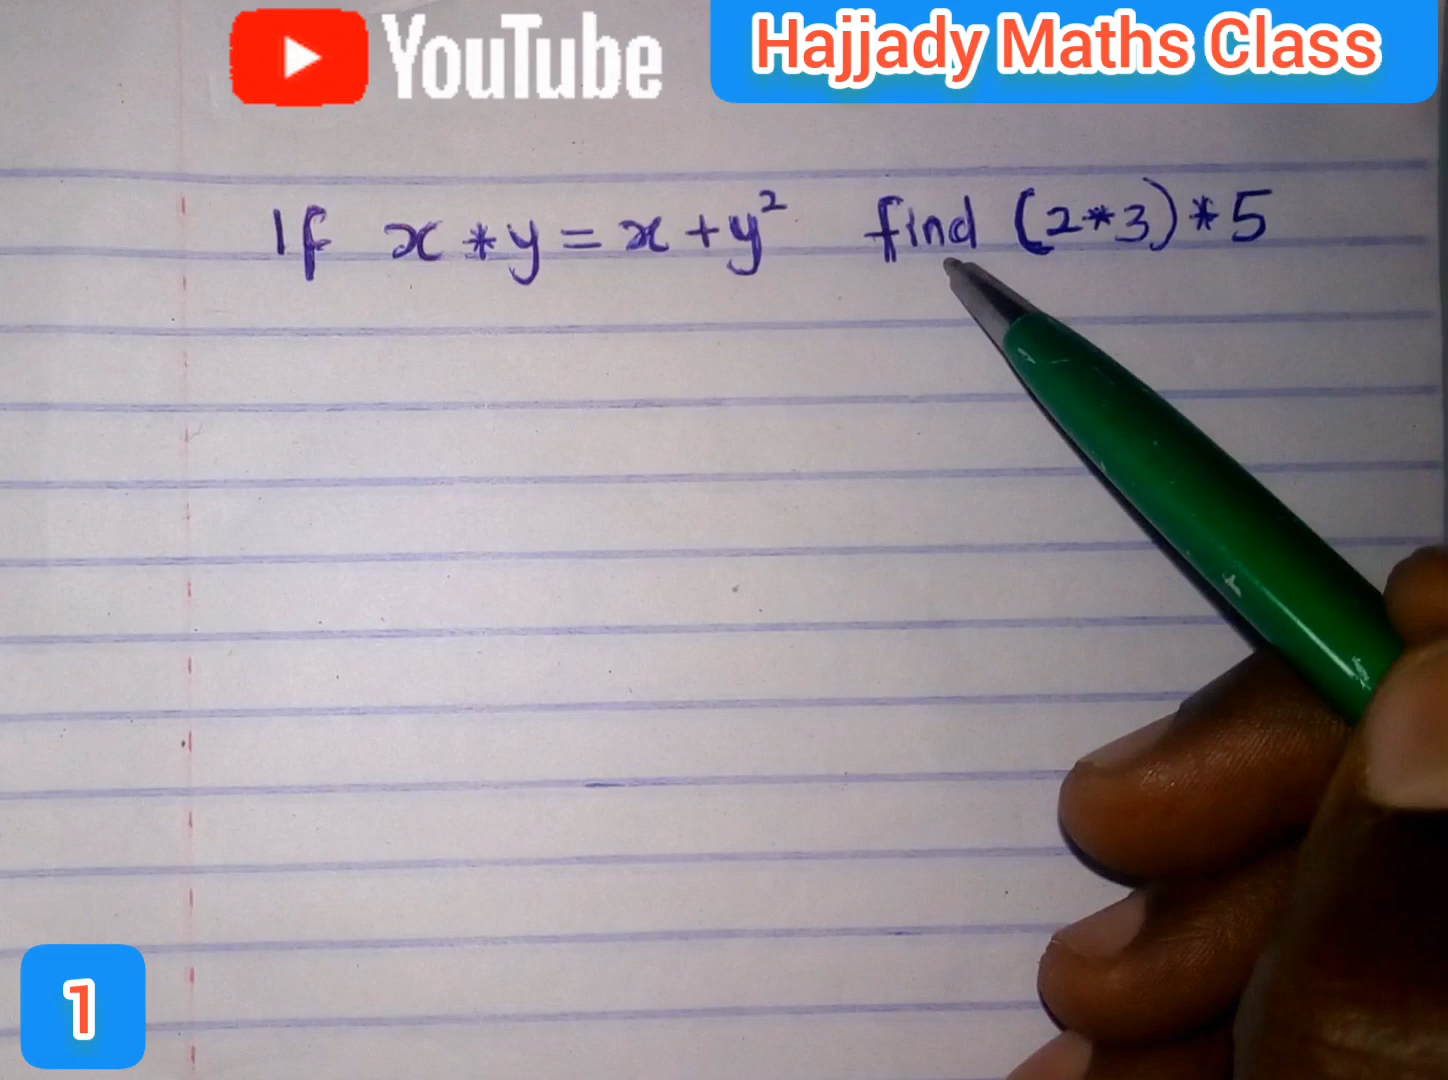 YouTube
Hajjady Maths Class
If x * y = x + y² find (2*3)*5
1